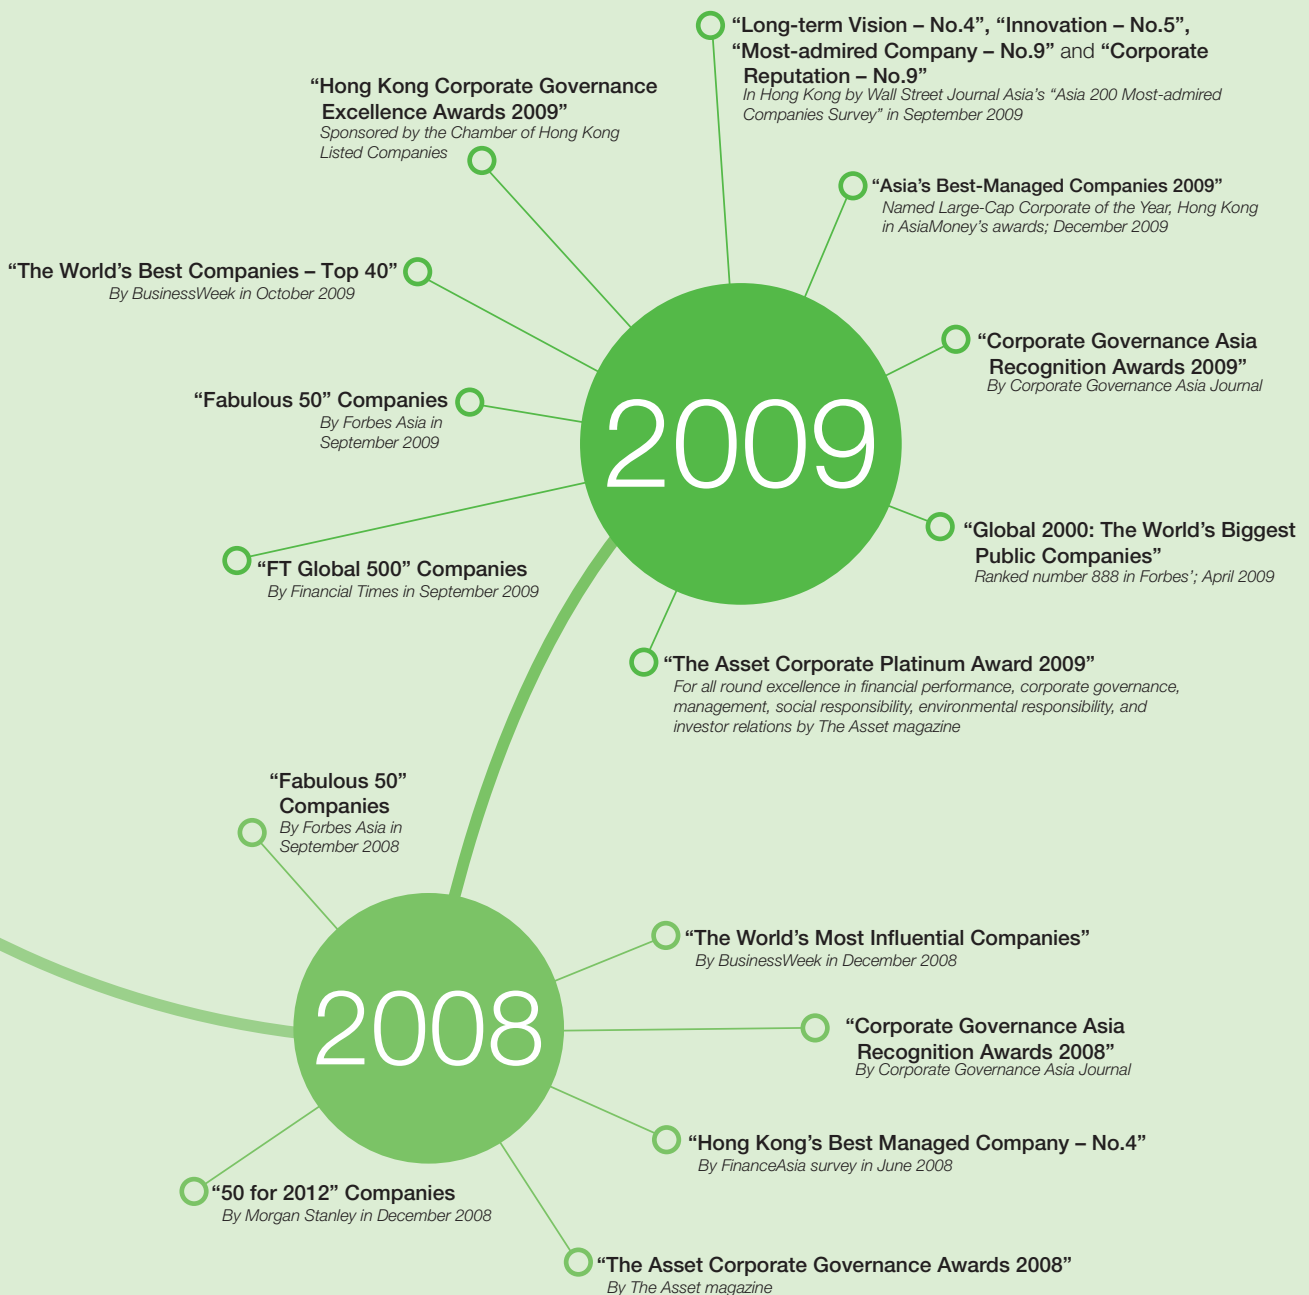 “Long-term Vision – No.4”, “Innovation – No.5”,
“Most-admired Company – No.9” and “Corporate
Reputation – No.9”
In Hong Kong by Wall Street Journal Asia’s “Asia 200 Most-admired
Companies Survey” in September 2009
“Hong Kong Corporate Governance
Excellence Awards 2009”
Sponsored by the Chamber of Hong Kong
Listed Companies
“Asia’s Best-Managed Companies 2009”
Named Large-Cap Corporate of the Year, Hong Kong
in AsiaMoney’s awards; December 2009
“The World’s Best Companies – Top 40”
By BusinessWeek in October 2009
“Corporate Governance Asia
Recognition Awards 2009”
By Corporate Governance Asia Journal
“Fabulous 50” Companies
By Forbes Asia in
September 2009
2009
“Global 2000: The World’s Biggest
Public Companies”
Ranked number 888 in Forbes’; April 2009
“FT Global 500” Companies
By Financial Times in September 2009
“The Asset Corporate Platinum Award 2009”
For all round excellence in financial performance, corporate governance,
management, social responsibility, environmental responsibility, and
investor relations by The Asset magazine
“Fabulous 50”
Companies
By Forbes Asia in
September 2008
“The World’s Most Influential Companies”
By BusinessWeek in December 2008
2008
“Corporate Governance Asia
Recognition Awards 2008”
By Corporate Governance Asia Journal
“Hong Kong’s Best Managed Company – No.4”
By FinanceAsia survey in June 2008
“50 for 2012” Companies
By Morgan Stanley in December 2008
“The Asset Corporate Governance Awards 2008”
By The Asset magazine